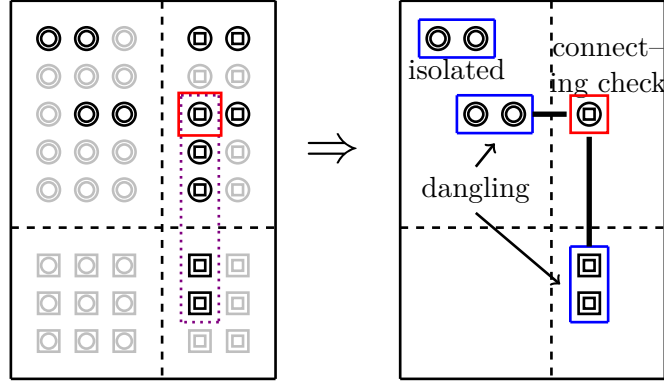 isolated
connect–
ing check
⇒
dangling